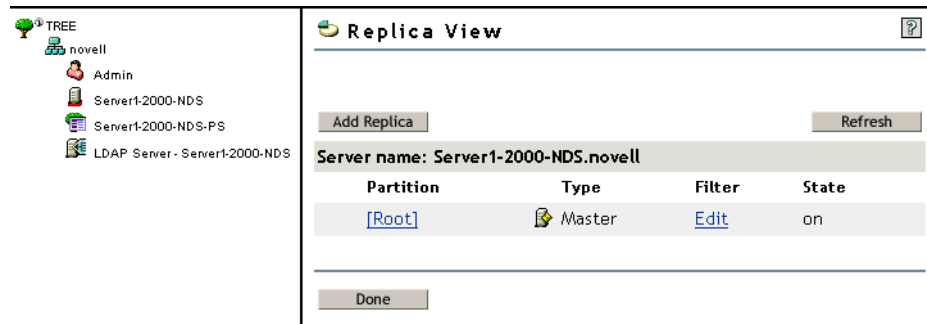 TREE
novell
Admin
Server1-2000-NDS
Server1-2000-NDS-PS
LDAP Server - Server1-2000-NDS
Replica View
?
Add Replica
Refresh
Server name: Server1-2000-NDS.novell
Partition Type Filter State
[Root] Master Edit on
Done